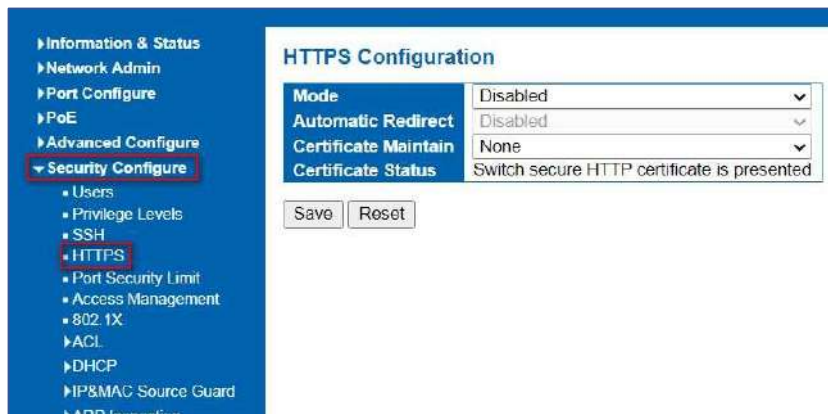 Information & Status
Network Admin
Port Configure
PoE
Advanced Configure
Security Configure
Users
Privilege Levels
SSH
HTTPS
Port Security Limit
Access Management
802.1X
ACL
DHCP
IP&MAC Source Guard
HTTPS Configuration
Mode Disabled
Automatic Redirect Disabled
Certificate Maintain None
Certificate Status Switch secure HTTP certificate is presented
Save Reset